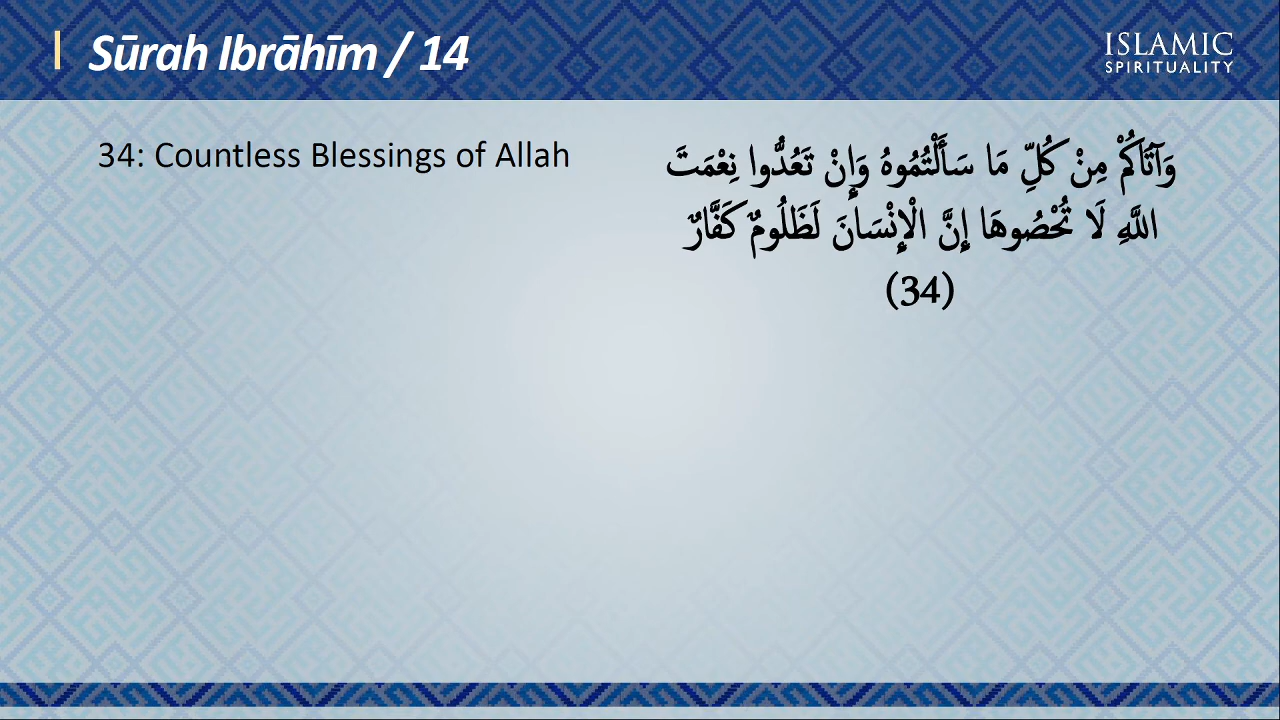 Sūrah Ibrāhīm / 14
ISLAMIC
SPIRITUALITY
34: Countless Blessings of Allah
وَآتَاكُمْ مِنْ كُلِّ مَا سَأَلْتُمُوهُ وَإِنْ تَعُدُّوا نِعْمَتَ
اللَّهِ لَا تُحْصُوهَا إِنَّ الْإِنْسَانَ لَظَلُومٌ كَفَّارٌ
(34)